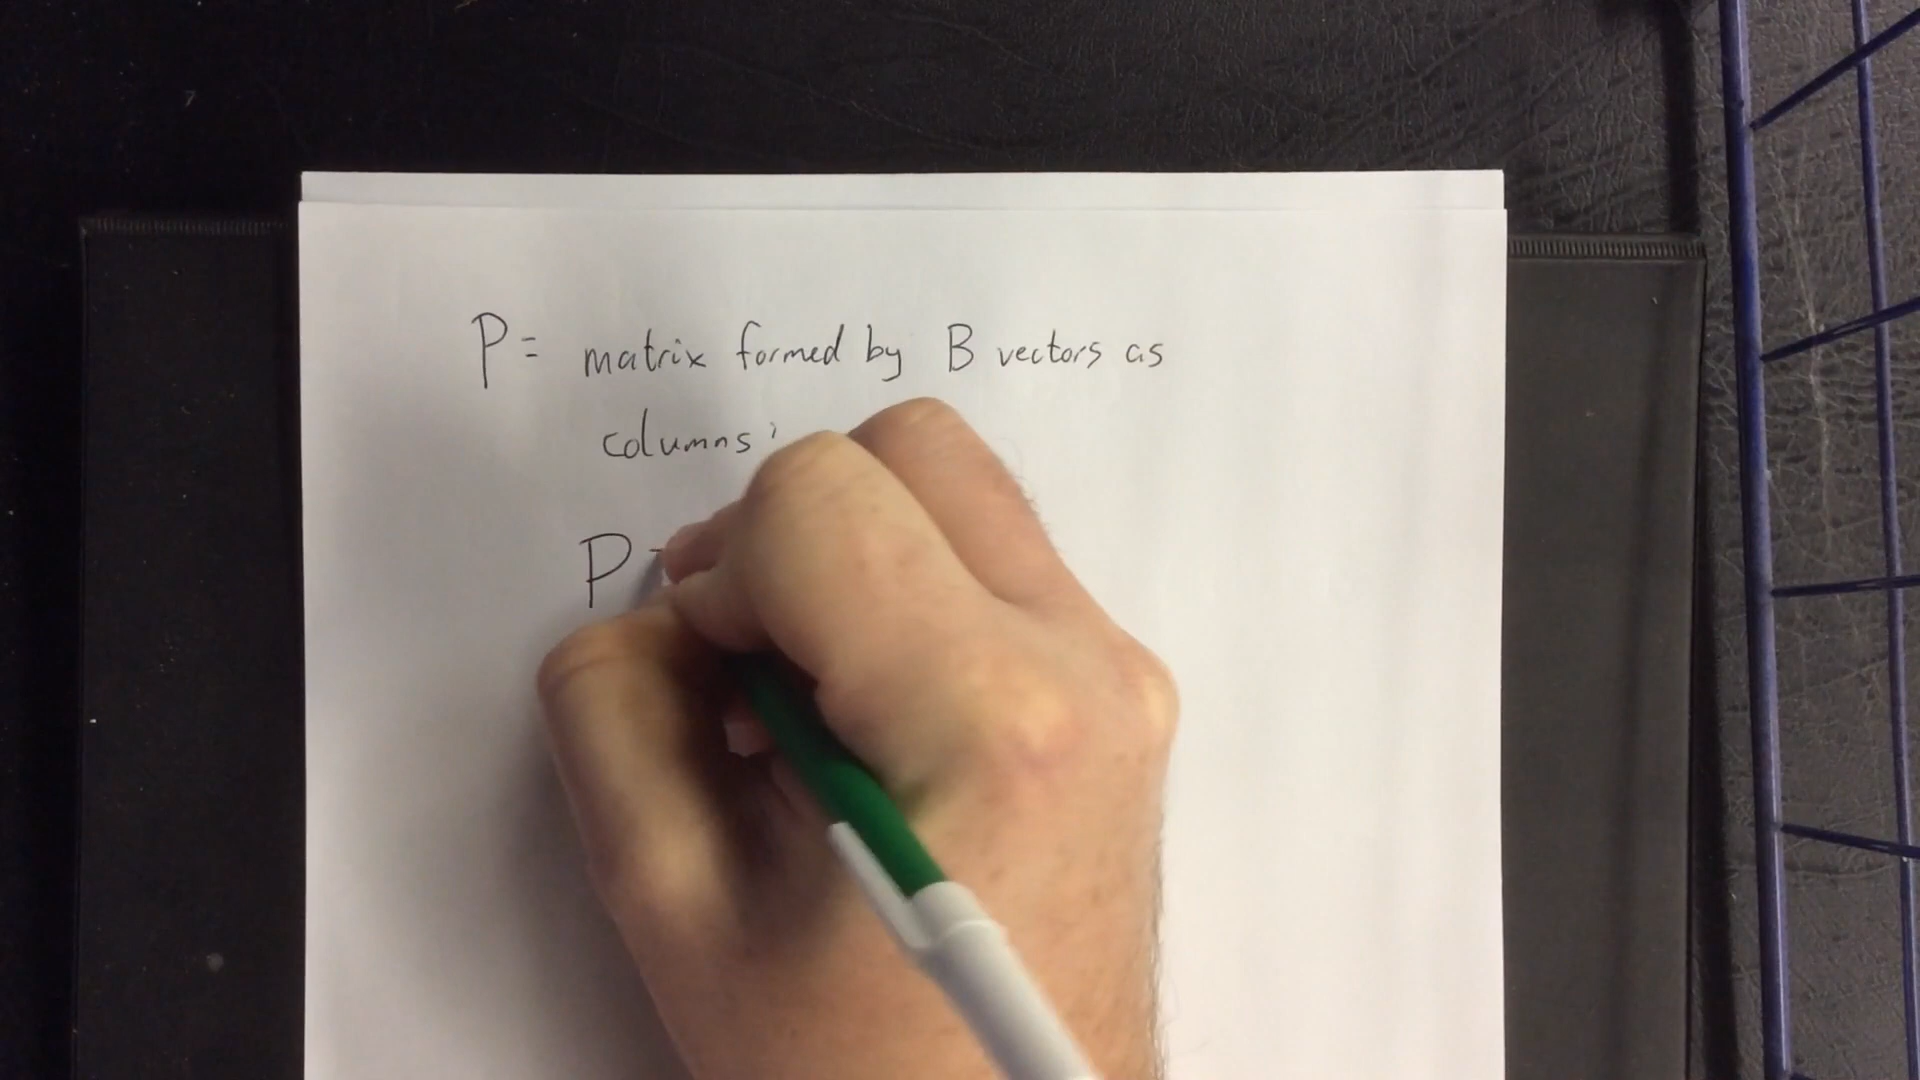 P = matrix formed by B vectors as
columns:
P =